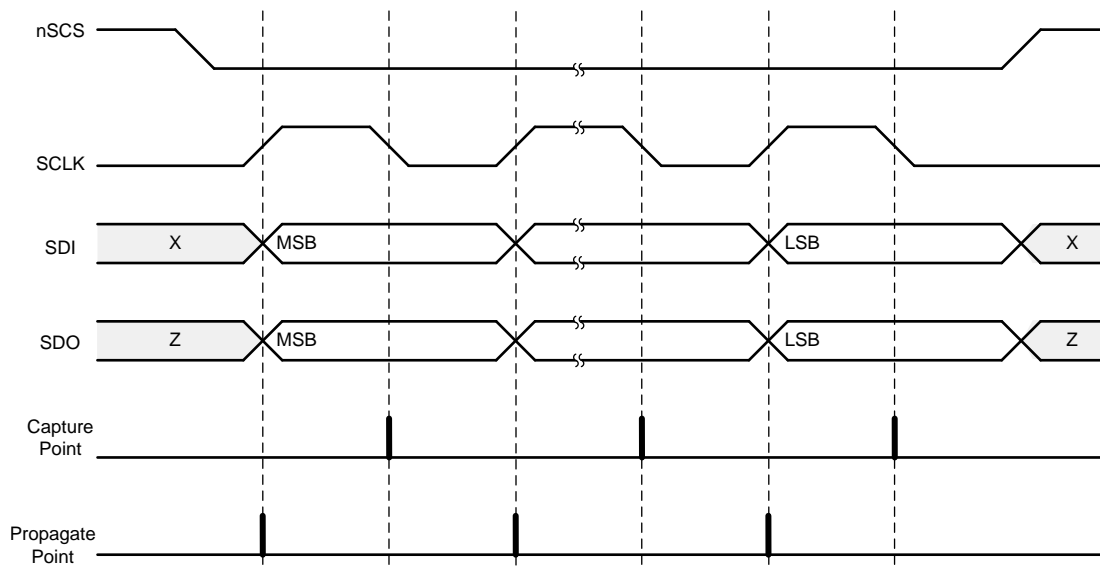 nSCS
SCLK
SDI
X
MSB
LSB
X
SDO
Z
MSB
LSB
Z
Capture
Point
Propagate
Point